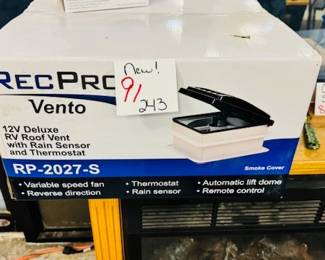 RECPRO
New!
91
243
Vento
12V Deluxe
RV Roof Vent
with Rain Sensor
and Thermostat
RP-2027-S
Smoke Cover
• Variable speed fan • Thermostat • Automatic lift dome
• Reverse direction • Rain sensor • Remote control